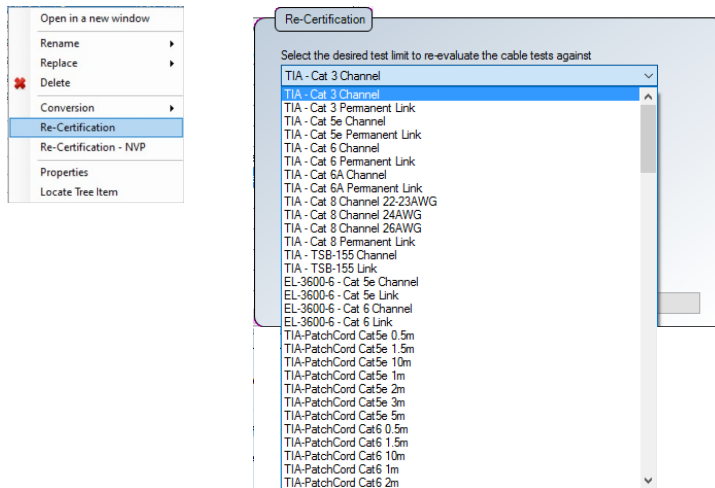 Open in a new window
Rename
Replace
Delete
Conversion
Re-Certification
Re-Certification - NVP
Properties
Locate Tree Item
Re-Certification
Select the desired test limit to re-evaluate the cable tests against
TIA - Cat 3 Channel
TIA - Cat 3 Channel
TIA - Cat 3 Permanent Link
TIA - Cat 5e Channel
TIA - Cat 5e Permanent Link
TIA - Cat 6 Channel
TIA - Cat 6 Permanent Link
TIA - Cat 6A Channel
TIA - Cat 6A Permanent Link
TIA - Cat 8 Channel 22-23AWG
TIA - Cat 8 Channel 24AWG
TIA - Cat 8 Channel 26AWG
TIA - Cat 8 Permanent Link
TIA - TSB-155 Channel
TIA - TSB-155 Link
EL-3600-6 - Cat 5e Channel
EL-3600-6 - Cat 5e Link
EL-3600-6 - Cat 6 Channel
EL-3600-6 - Cat 6 Link
TIA-PatchCord Cat5e 0.5m
TIA-PatchCord Cat5e 1.5m
TIA-PatchCord Cat5e 10m
TIA-PatchCord Cat5e 1m
TIA-PatchCord Cat5e 2m
TIA-PatchCord Cat5e 3m
TIA-PatchCord Cat5e 5m
TIA-PatchCord Cat6 0.5m
TIA-PatchCord Cat6 1.5m
TIA-PatchCord Cat6 10m
TIA-PatchCord Cat6 1m
TIA-PatchCord Cat6 2m